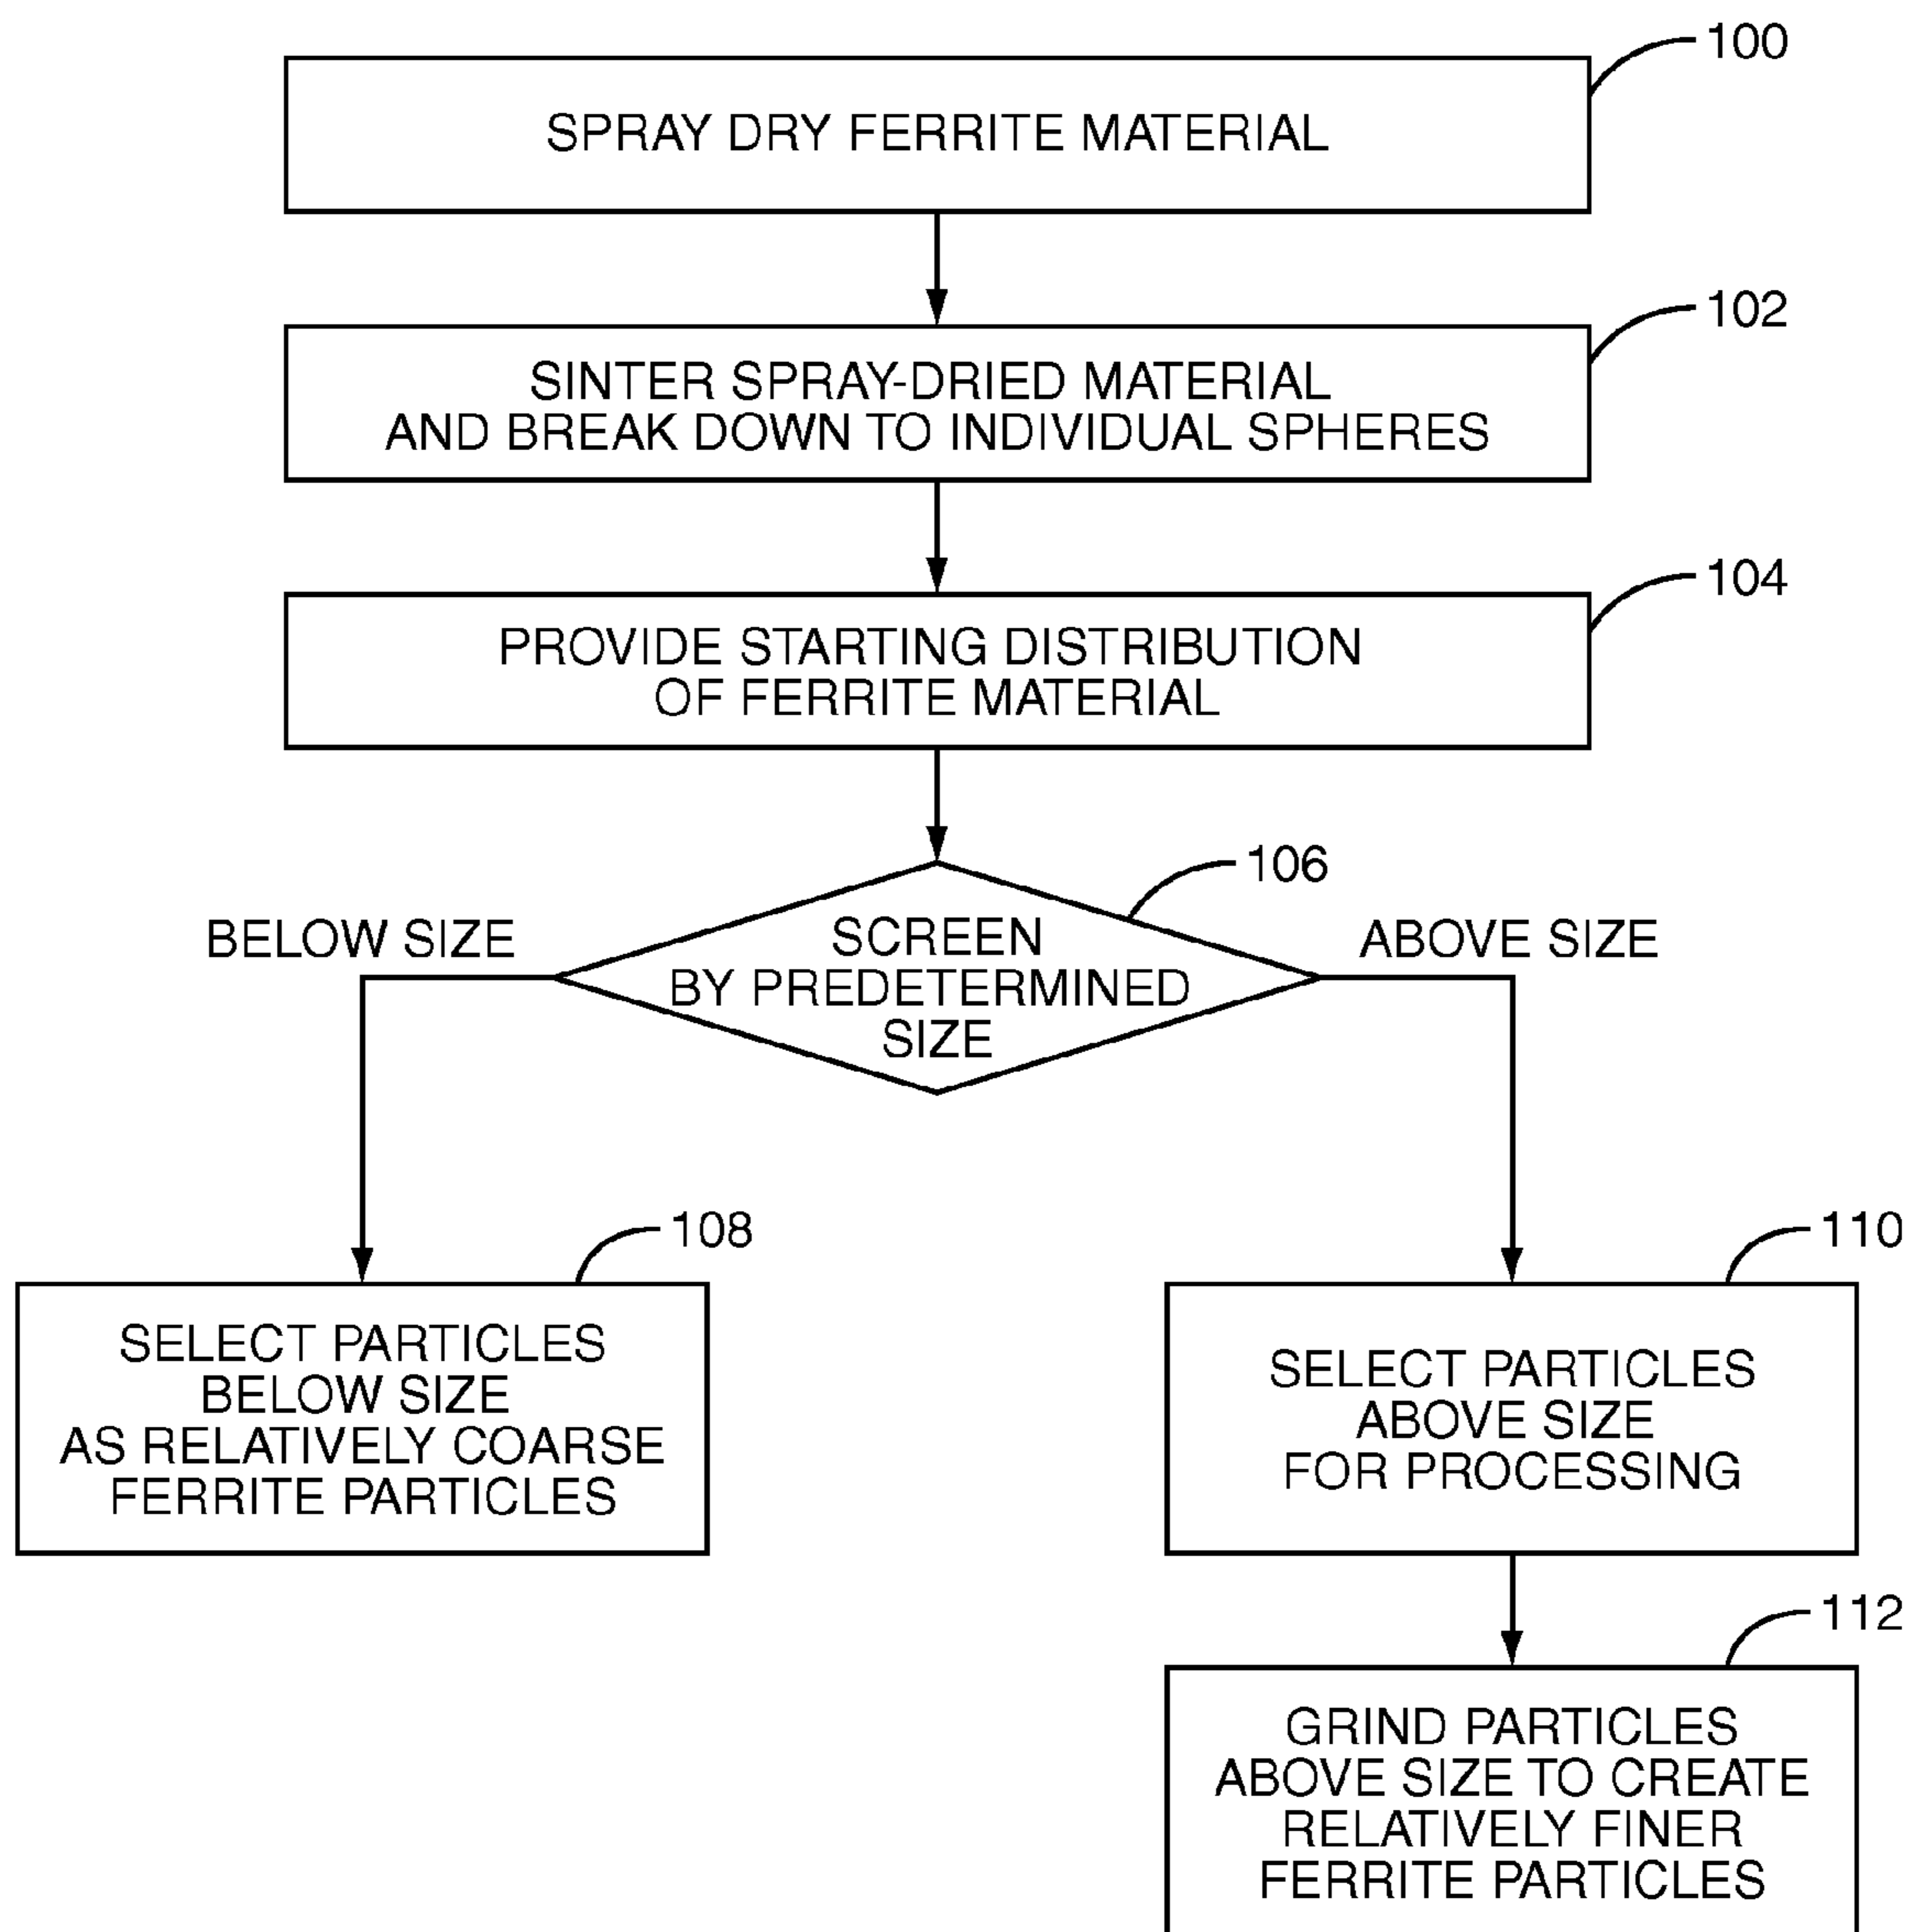 100
SPRAY DRY FERRITE MATERIAL
102
SINTER SPRAY-DRIED MATERIAL
AND BREAK DOWN TO INDIVIDUAL SPHERES
104
PROVIDE STARTING DISTRIBUTION
OF FERRITE MATERIAL
106
BELOW SIZE
SCREEN
BY PREDETERMINED
SIZE
ABOVE SIZE
108
SELECT PARTICLES
BELOW SIZE
AS RELATIVELY COARSE
FERRITE PARTICLES
110
SELECT PARTICLES
ABOVE SIZE
FOR PROCESSING
112
GRIND PARTICLES
ABOVE SIZE TO CREATE
RELATIVELY FINER
FERRITE PARTICLES